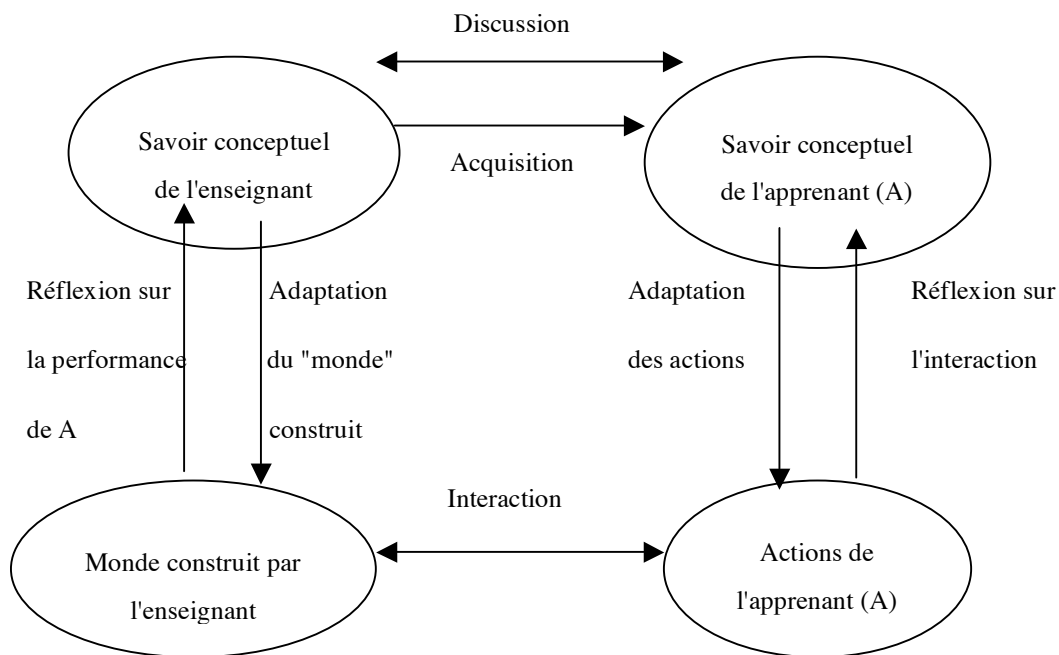 Discussion
Savoir conceptuel
de l'enseignant
Acquisition
Savoir conceptuel
de l'apprenant (A)
Réflexion sur
la performance
de A
Adaptation
du "monde"
construit
Adaptation
des actions
Réflexion sur
l'interaction
Interaction
Monde construit par
l'enseignant
Actions de
l'apprenant (A)